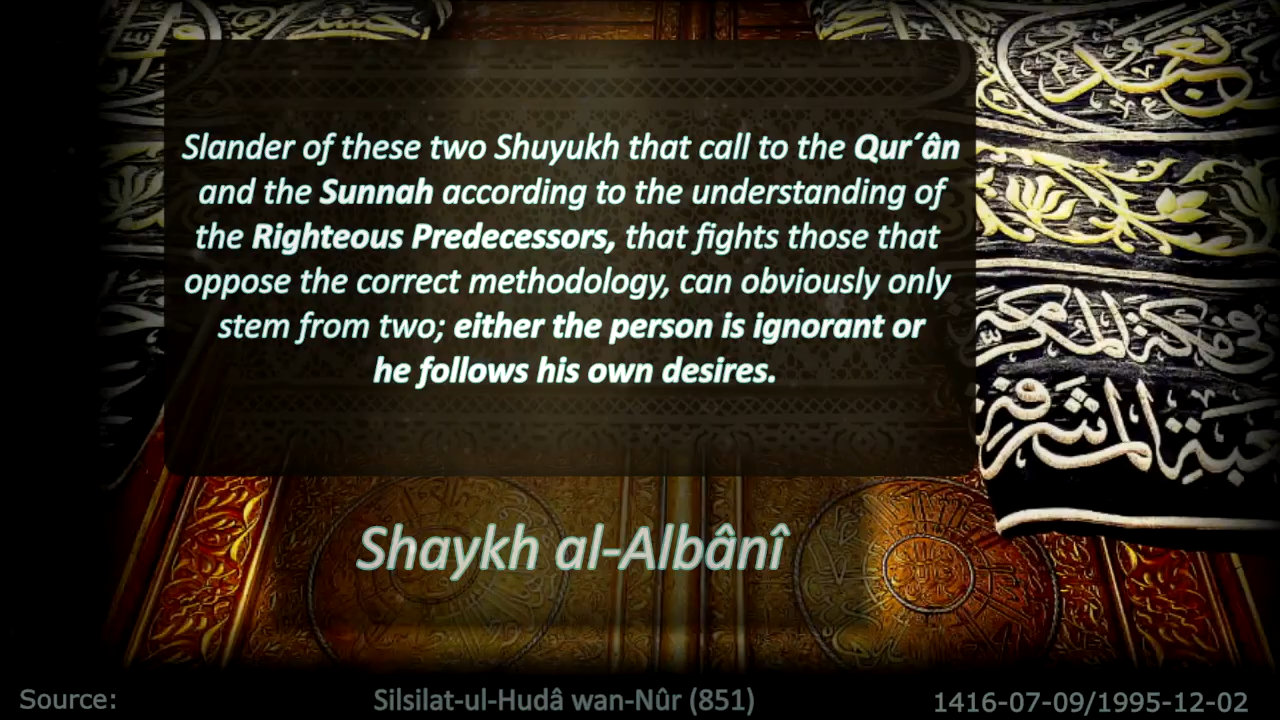 Slander of these two Shuyukh that call to the Qur´ân
and the Sunnah according to the understanding of
the Righteous Predecessors, that fights those that
oppose the correct methodology, can obviously only
stem from two; either the person is ignorant or
he follows his own desires.
Shaykh al-Albânî
Source: Silsilat-ul-Hudâ wan-Nûr (851) 1416-07-09/1995-12-02